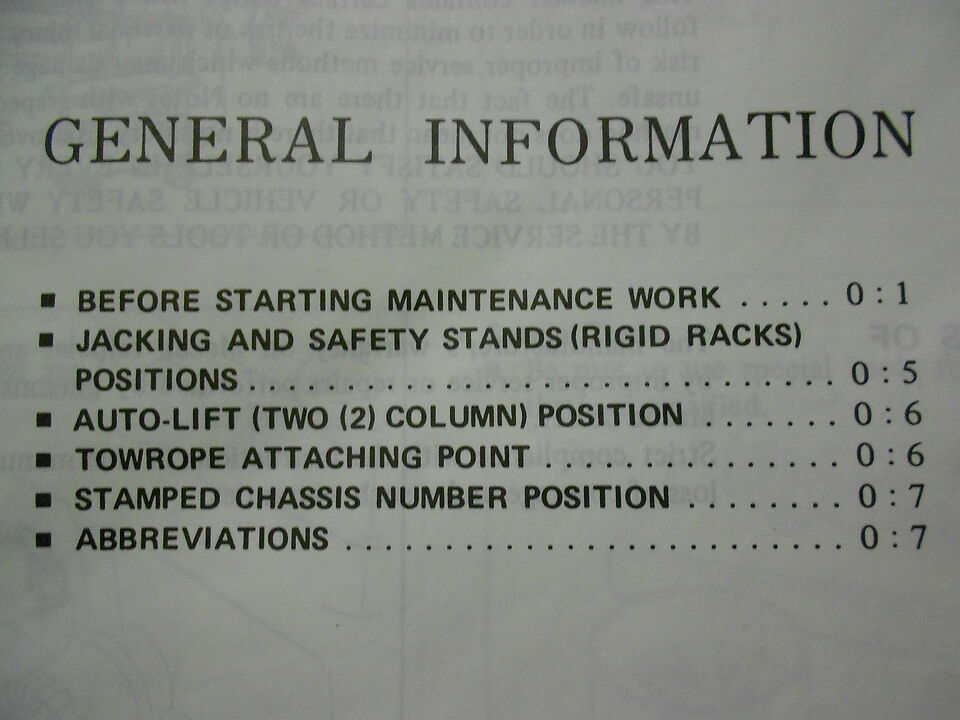 GENERAL INFORMATION
■ BEFORE STARTING MAINTENANCE WORK ..... 0 : 1
■ JACKING AND SAFETY STANDS (RIGID RACKS)
POSITIONS ...................... 0 : 5
■ AUTO-LIFT (TWO (2) COLUMN) POSITION ....... 0 : 6
■ TOWROPE ATTACHING POINT ............... 0 : 6
■ STAMPED CHASSIS NUMBER POSITION ........ 0 : 7
■ ABBREVIATIONS ......................... 0 : 7